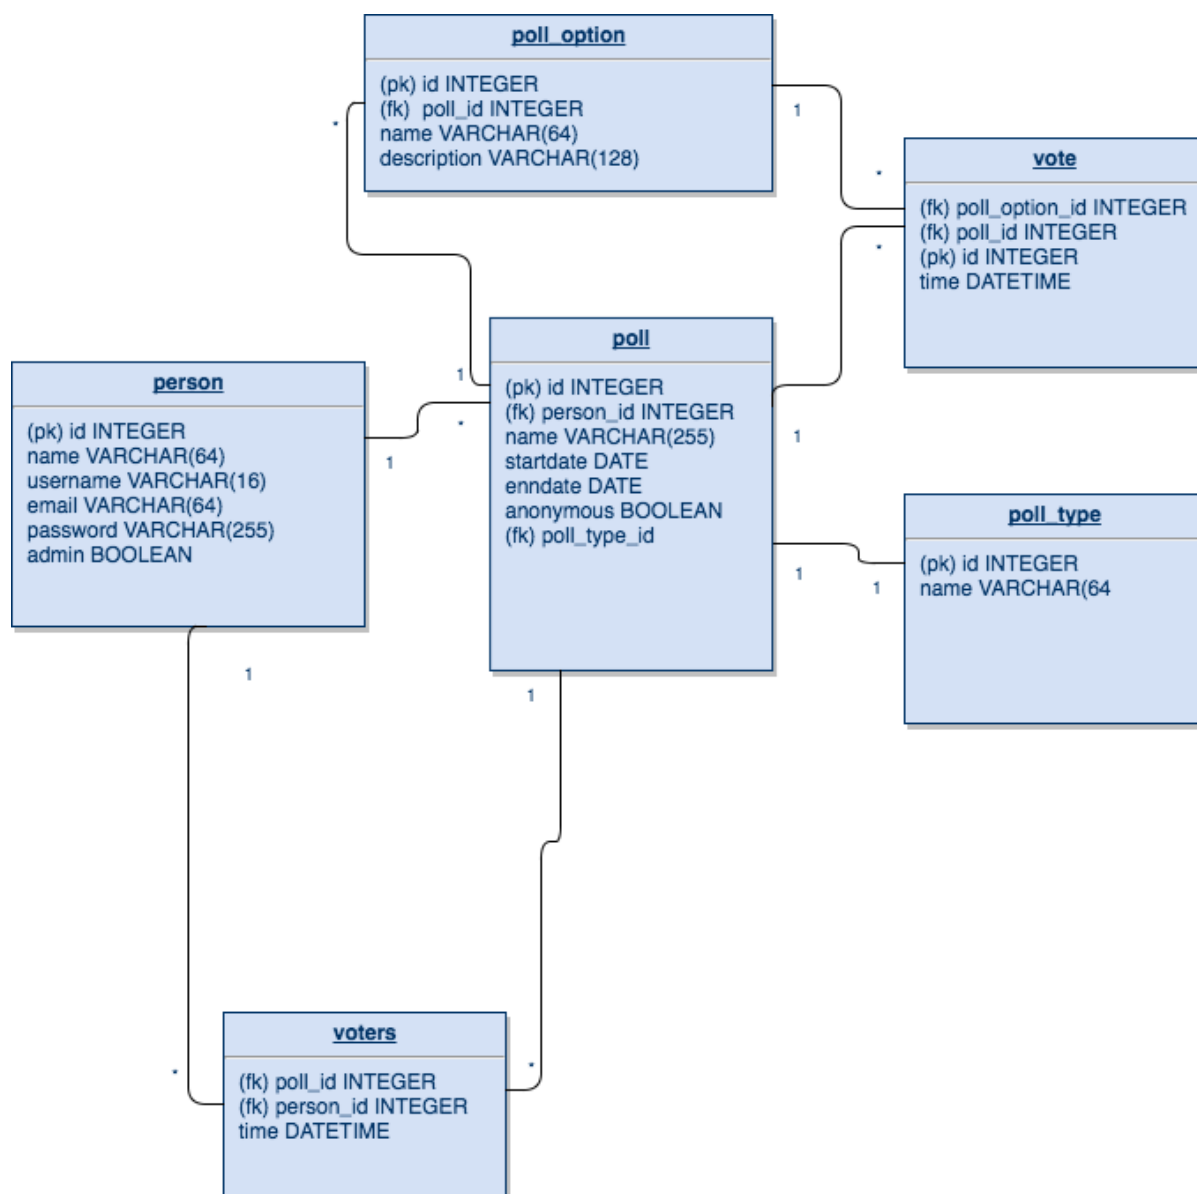 poll_option
(pk) id INTEGER
(fk)  poll_id INTEGER
name VARCHAR(64)
description VARCHAR(128)
*
1
*
vote
(fk) poll_option_id INTEGER
(fk) poll_id INTEGER
(pk) id INTEGER
time DATETIME
*
poll
(pk) id INTEGER
(fk) person_id INTEGER
name VARCHAR(255)
startdate DATE
enndate DATE
anonymous BOOLEAN
(fk) poll_type_id
1
*
1
person
(pk) id INTEGER
name VARCHAR(64)
username VARCHAR(16)
email VARCHAR(64)
password VARCHAR(255)
admin BOOLEAN
1
poll_type
(pk) id INTEGER
name VARCHAR(64
1
1
1
1
voters
(fk) poll_id INTEGER
(fk) person_id INTEGER
time DATETIME
*
*